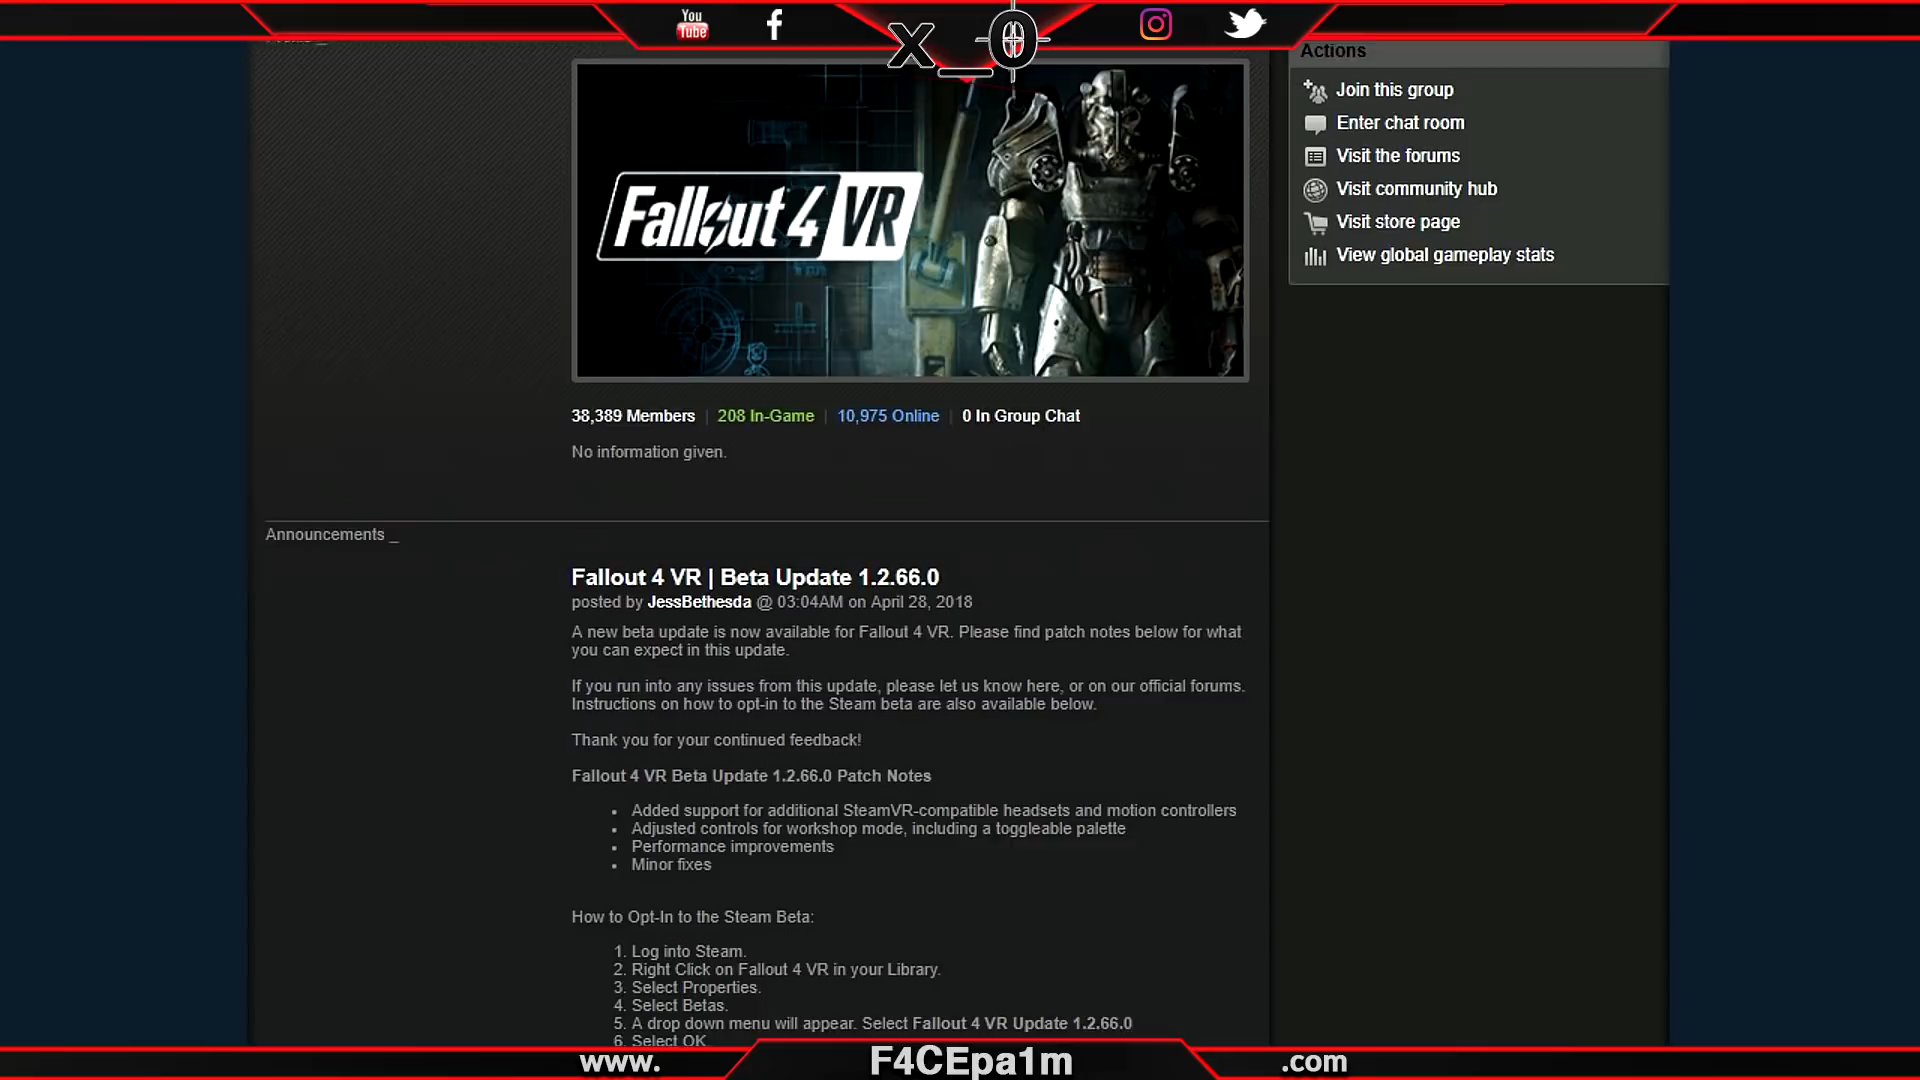 You
Tube
X_0
Actions
Join this group
Enter chat room
Visit the forums
Visit community hub
Visit store page
View global gameplay stats
Fallout 4 VR
38,389 Members | 208 In-Game | 10,975 Online | 0 In Group Chat
No information given.
Announcements _
Fallout 4 VR | Beta Update 1.2.66.0
posted by JessBethesda @ 03:04AM on April 28, 2018
A new beta update is now available for Fallout 4 VR. Please find patch notes below for what
you can expect in this update.
If you run into any issues from this update, please let us know here, or on our official forums.
Instructions on how to opt-in to the Steam beta are also available below.
Thank you for your continued feedback!
Fallout 4 VR Beta Update 1.2.66.0 Patch Notes
• Added support for additional SteamVR-compatible headsets and motion controllers
• Adjusted controls for workshop mode, including a toggleable palette
• Performance improvements
• Minor fixes
How to Opt-In to the Steam Beta:
1. Log into Steam.
2. Right Click on Fallout 4 VR in your Library.
3. Select Properties.
4. Select Betas.
5. A drop down menu will appear. Select Fallout 4 VR Update 1.2.66.0
6. Select OK.
www. F4CEpa1m .com